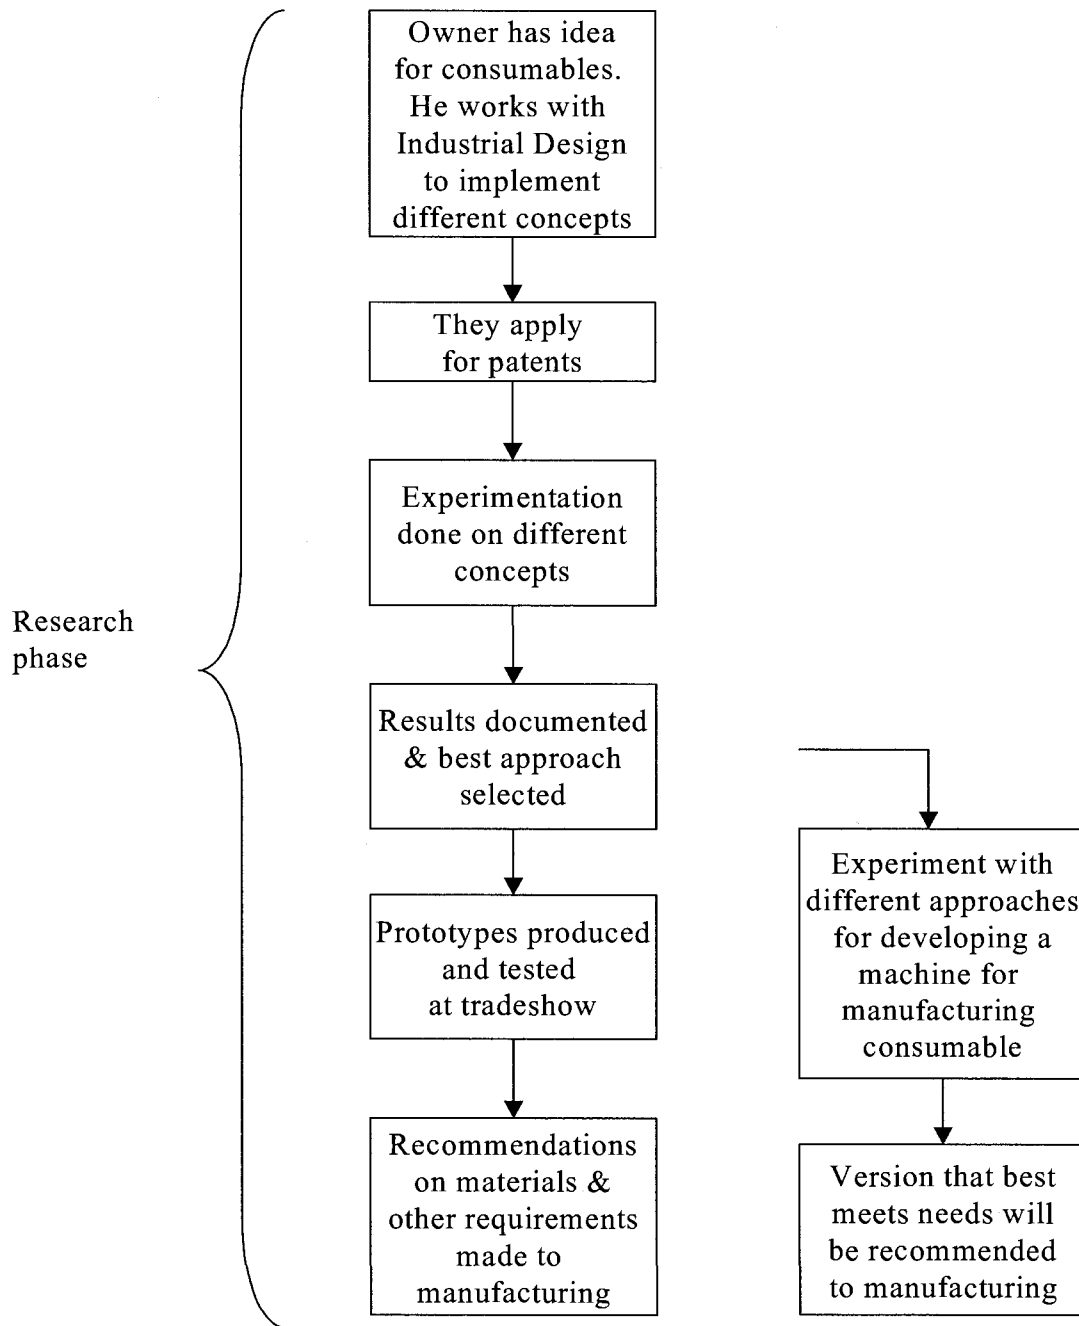 Owner has idea
for consumables.
He works with
Industrial Design
to implement
different concepts
They apply
for patents
Experimentation
done on different
concepts
Research
phase
Results documented
& best approach
selected
Prototypes produced
and tested
at tradeshow
Recommendations
on materials &
other requirements
made to
manufacturing
Experiment with
different approaches
for developing a
machine for
manufacturing
consumable
Version that best
meets needs will
be recommended
to manufacturing